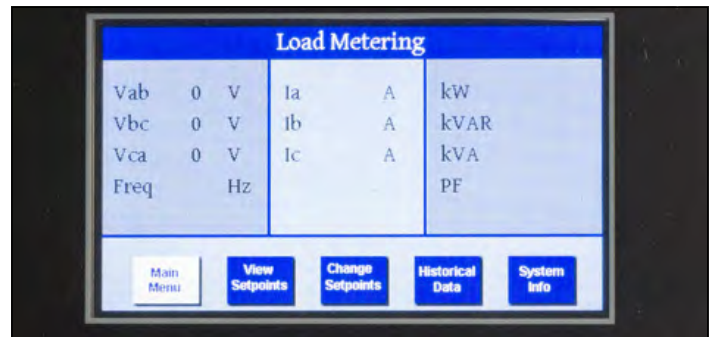 Load Metering
Vab 0 V Ia A kW
Vbc 0 V Ib A kVAR
Vca 0 V Ic A kVA
Freq Hz PF
Main Menu View Setpoints Change Setpoints Historical Data System Info